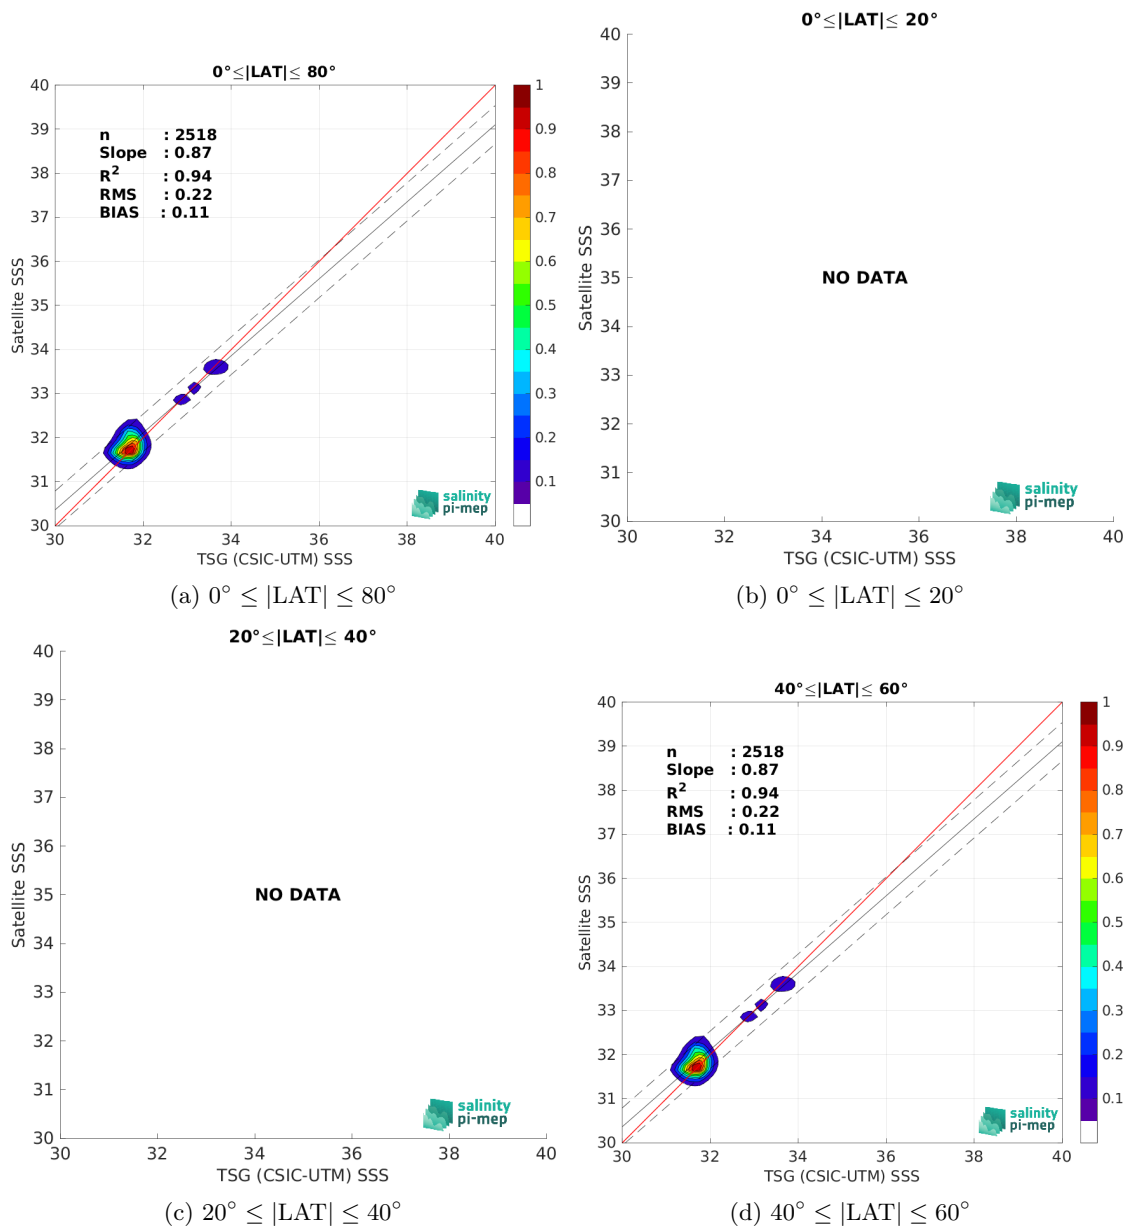 0°≤|LAT|≤ 80°
40
39
38
37
36
35
34
33
32
31
30
30 32 34 36 38 40
Satellite SSS
TSG (CSIC-UTM) SSS
n : 2518
Slope : 0.87
R² : 0.94
RMS : 0.22
BIAS : 0.11
1
0.9
0.8
0.7
0.6
0.5
0.4
0.3
0.2
0.1
salinity
pi-mep
(a) 0° ≤ |LAT| ≤ 80°
0°≤|LAT|≤ 20°
40
39
38
37
36
35
34
33
32
31
30
30 32 34 36 38 40
Satellite SSS
TSG (CSIC-UTM) SSS
NO DATA
salinity
pi-mep
(b) 0° ≤ |LAT| ≤ 20°
20°≤|LAT|≤ 40°
40
39
38
37
36
35
34
33
32
31
30
30 32 34 36 38 40
Satellite SSS
TSG (CSIC-UTM) SSS
NO DATA
salinity
pi-mep
(c) 20° ≤ |LAT| ≤ 40°
40°≤|LAT|≤ 60°
40
39
38
37
36
35
34
33
32
31
30
30 32 34 36 38 40
Satellite SSS
TSG (CSIC-UTM) SSS
n : 2518
Slope : 0.87
R² : 0.94
RMS : 0.22
BIAS : 0.11
1
0.9
0.8
0.7
0.6
0.5
0.4
0.3
0.2
0.1
salinity
pi-mep
(d) 40° ≤ |LAT| ≤ 60°